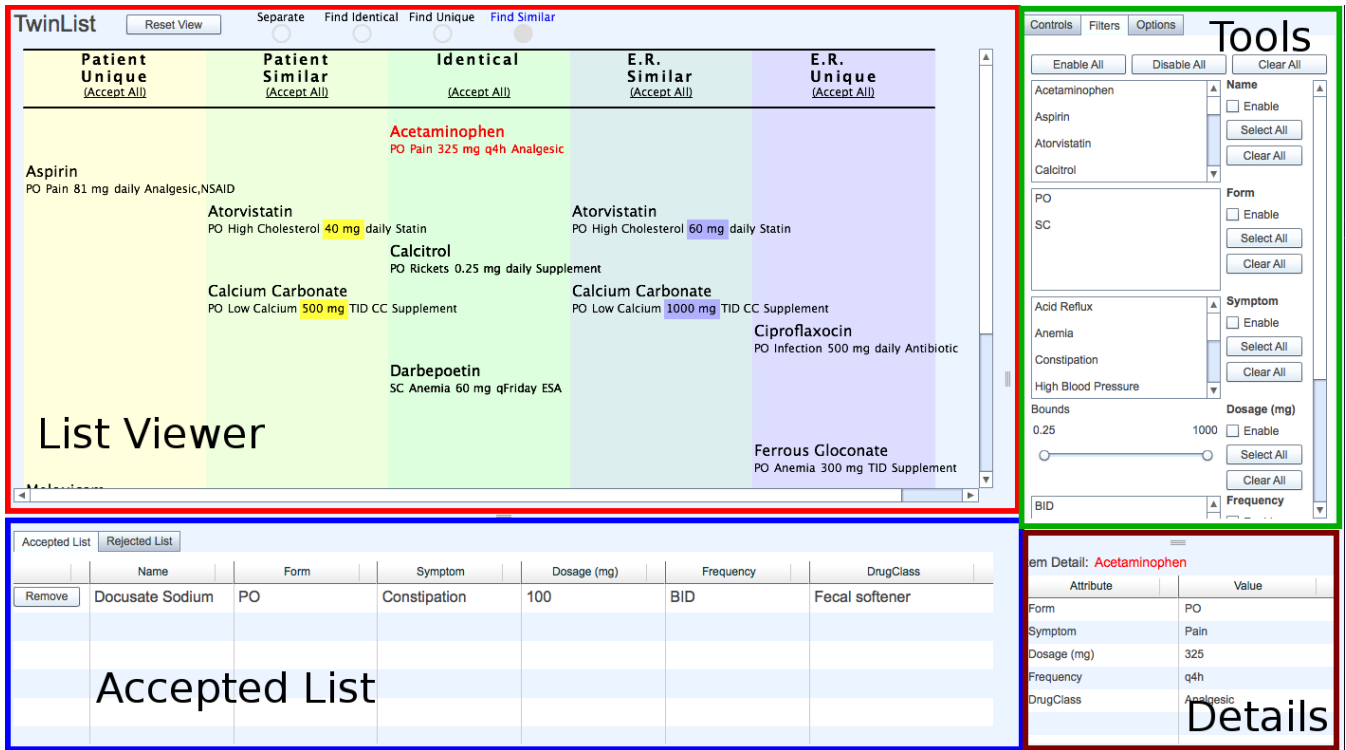 TwinList
Reset View
Separate Find Identical Find Unique Find Similar
Patient Unique (Accept All)
Patient Similar (Accept All)
Identical (Accept All)
E.R. Similar (Accept All)
E.R. Unique (Accept All)
Acetaminophen
PO Pain 325 mg q4h Analgesic
Aspirin
PO Pain 81 mg daily Analgesic,NSAID
Atorvistatin
PO High Cholesterol 40 mg daily Statin
Atorvistatin
PO High Cholesterol 60 mg daily Statin
Calcitrol
PO Rickets 0.25 mg daily Supplement
Calcium Carbonate
PO Low Calcium 500 mg TID CC Supplement
Calcium Carbonate
PO Low Calcium 1000 mg TID CC Supplement
Ciproflaxocin
PO Infection 500 mg daily Antibiotic
Darbepoetin
SC Anemia 60 mg qFriday ESA
Ferrous Gloconate
PO Anemia 300 mg TID Supplement
List Viewer
Controls Filters Options
Tools
Enable All Disable All Clear All
Acetaminophen
Aspirin
Atorvistatin
Calcitrol
Name
Enable
Select All
Clear All
PO
SC
Form
Enable
Select All
Clear All
Acid Reflux
Anemia
Constipation
High Blood Pressure
Symptom
Enable
Select All
Clear All
Bounds
0.25 1000
Dosage (mg)
Enable
Select All
Clear All
BID
Frequency
Accepted List Rejected List
Name Form Symptom Dosage (mg) Frequency DrugClass
Remove Docusate Sodium PO Constipation 100 BID Fecal softener
Accepted List
em Detail: Acetaminophen
Attribute Value
Form PO
Symptom Pain
Dosage (mg) 325
Frequency q4h
DrugClass Analgesic
Details